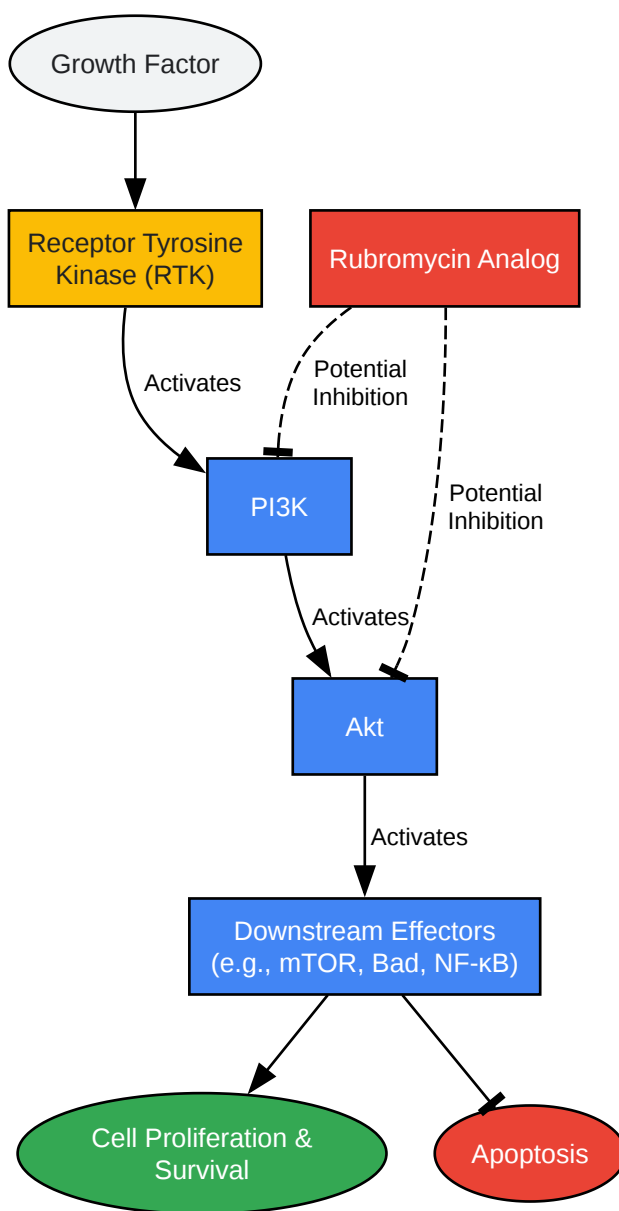 Growth Factor
Receptor Tyrosine
Kinase (RTK)
Rubromycin Analog
Activates
Potential
Inhibition
PI3K
Potential
Inhibition
Activates
Akt
Activates
Downstream Effectors
(e.g., mTOR, Bad, NF-κB)
Cell Proliferation &
Survival
Apoptosis